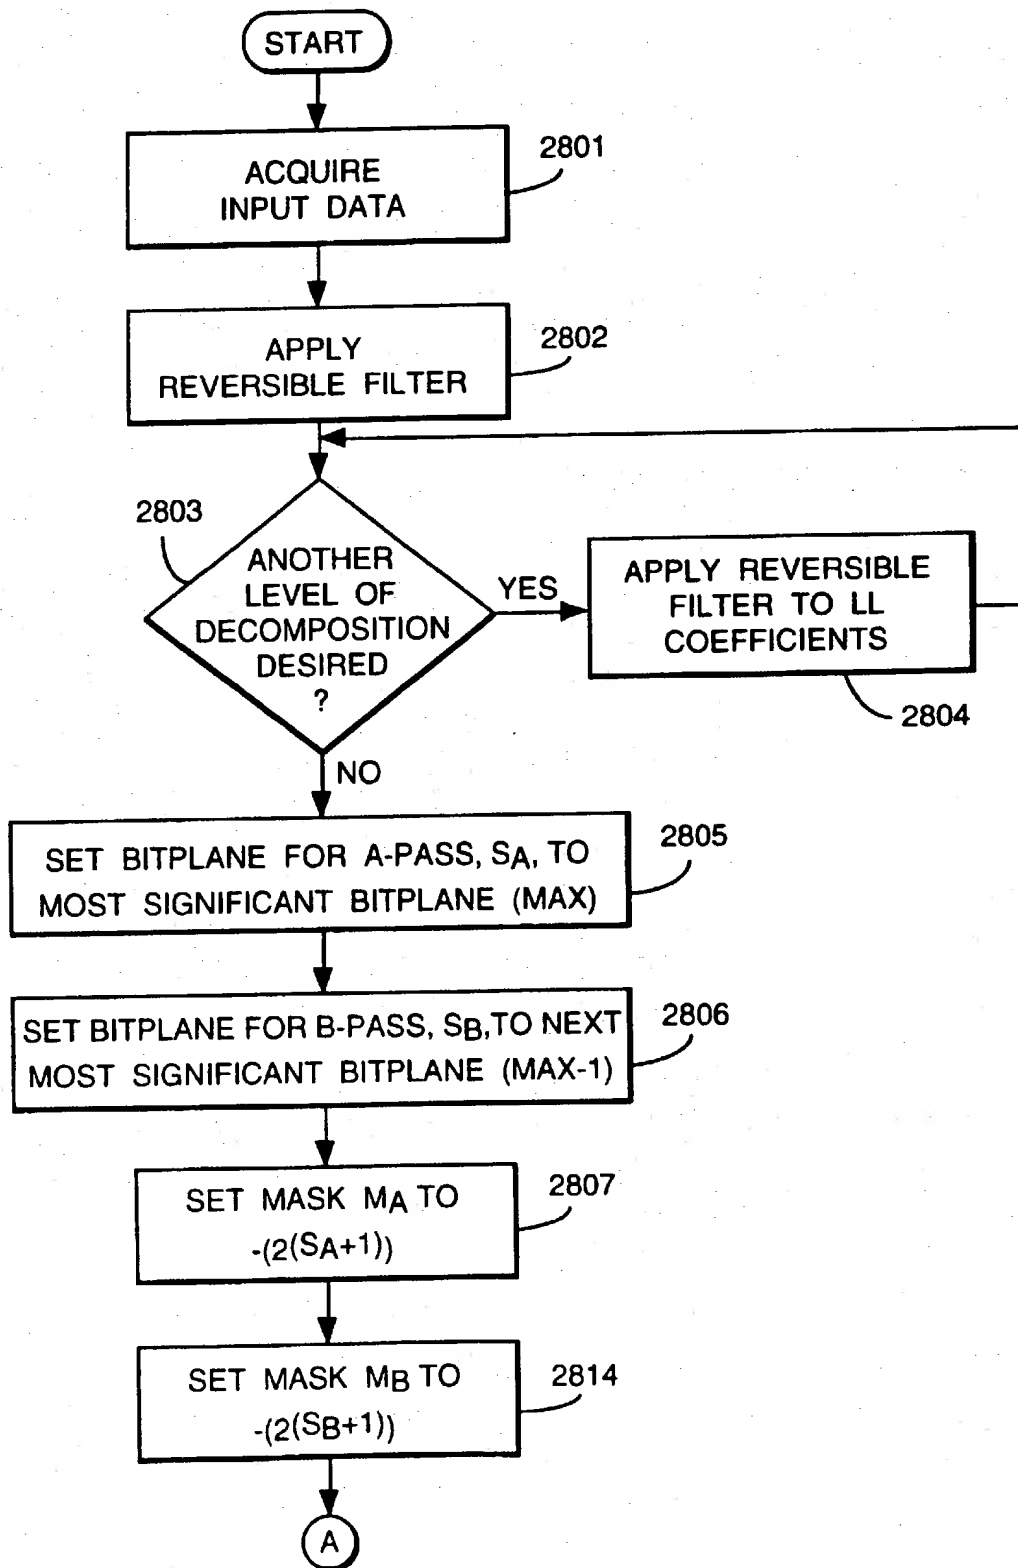 START
2801
ACQUIRE
INPUT DATA
2802
APPLY
REVERSIBLE FILTER
2803
ANOTHER
LEVEL OF
DECOMPOSITION
DESIRED
?
YES
APPLY REVERSIBLE
FILTER TO LL
COEFFICIENTS
2804
NO
2805
SET BITPLANE FOR A-PASS, SA, TO
MOST SIGNIFICANT BITPLANE (MAX)
2806
SET BITPLANE FOR B-PASS, SB,TO NEXT
MOST SIGNIFICANT BITPLANE (MAX-1)
2807
SET MASK MA TO
-(2(SA+1))
2814
SET MASK MB TO
-(2(SB+1))
A